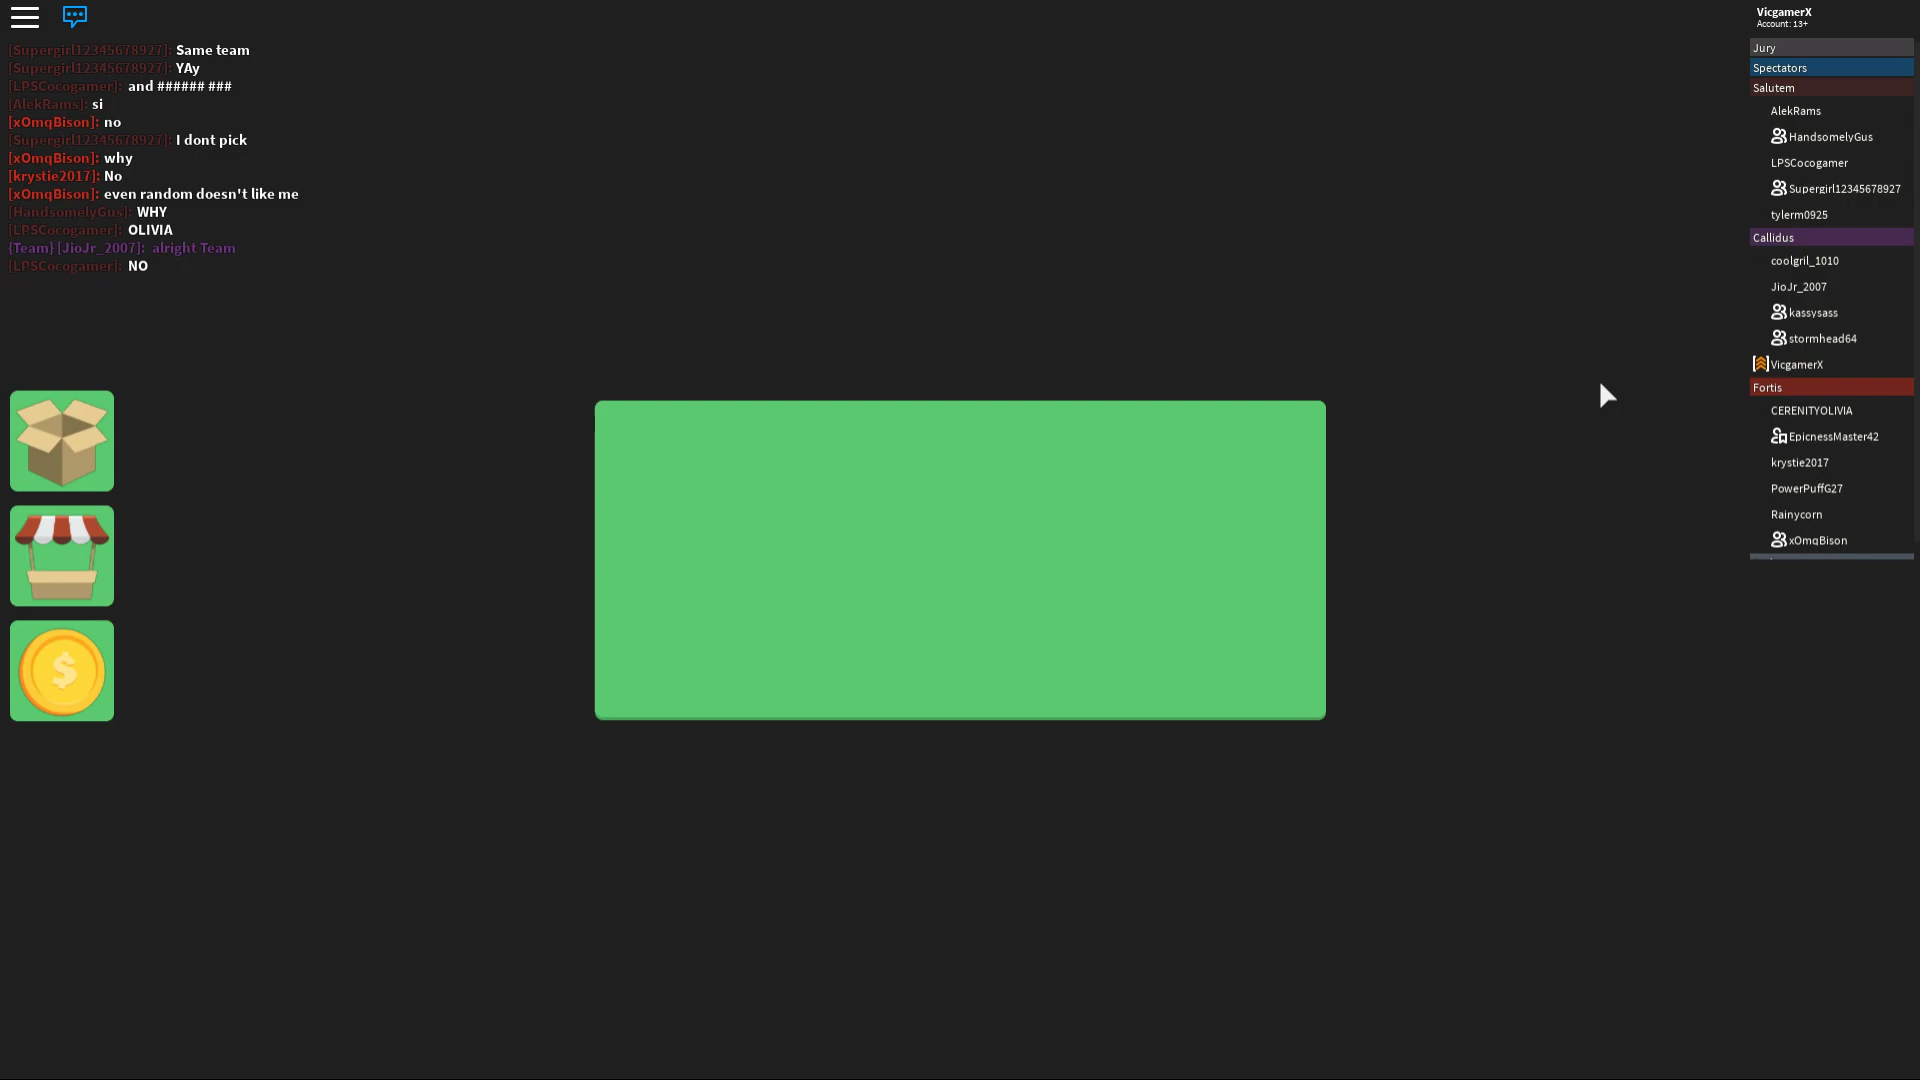 [Supergirl12345678927]: Same team
[Supergirl12345678927]: YAy
[LPSCocogamer]: and ###### ###
[AlekRams]: si
[xOmqBison]: no
[Supergirl12345678927]: I dont pick
[xOmqBison]: why
[krystie2017]: No
[xOmqBison]: even random doesn't like me
[HandsomelyGus]: WHY
[LPSCocogamer]: OLIVIA
{Team} [JioJr_2007]: alright Team
[LPSCocogamer]: NO
$
VicgamerX
Account: 13+
Jury
Spectators
Salutem
AlekRams
HandsomelyGus
LPSCocogamer
Supergirl12345678927
tylerm0925
Callidus
coolgril_1010
JioJr_2007
kassysass
stormhead64
VicgamerX
Fortis
CERENITYOLIVIA
EpicnessMaster42
krystie2017
PowerPuffG27
Rainycorn
xOmqBison